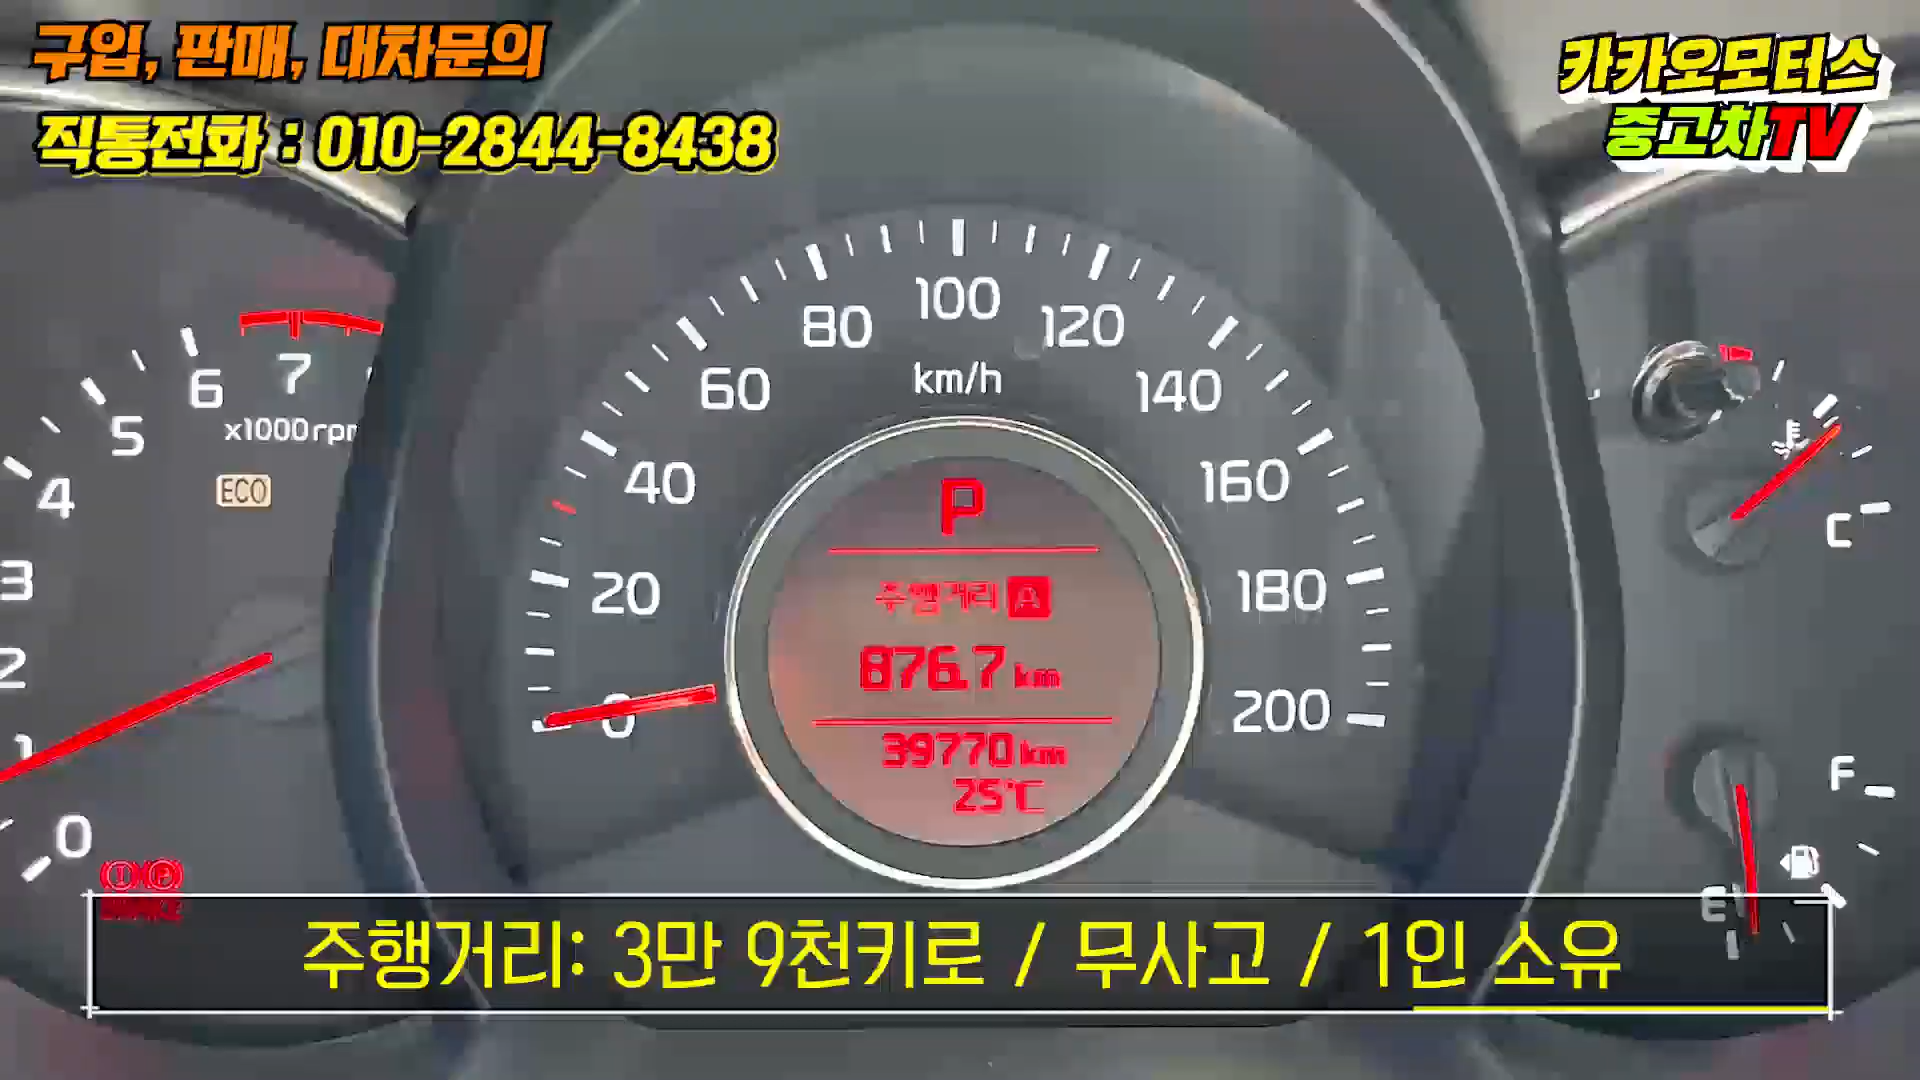 구입, 판매, 대차문의
직통전화 : 010-2844-8438
카카오모터스
중고차TV
0
1
2
3
4
5
6
7
x1000rpm
ECO
0
20
40
60
80
100
120
140
160
180
200
km/h
P
주행거리 A
876.7 km
39770 km
25℃
C
F
E
주행거리: 3만 9천키로 / 무사고 / 1인 소유